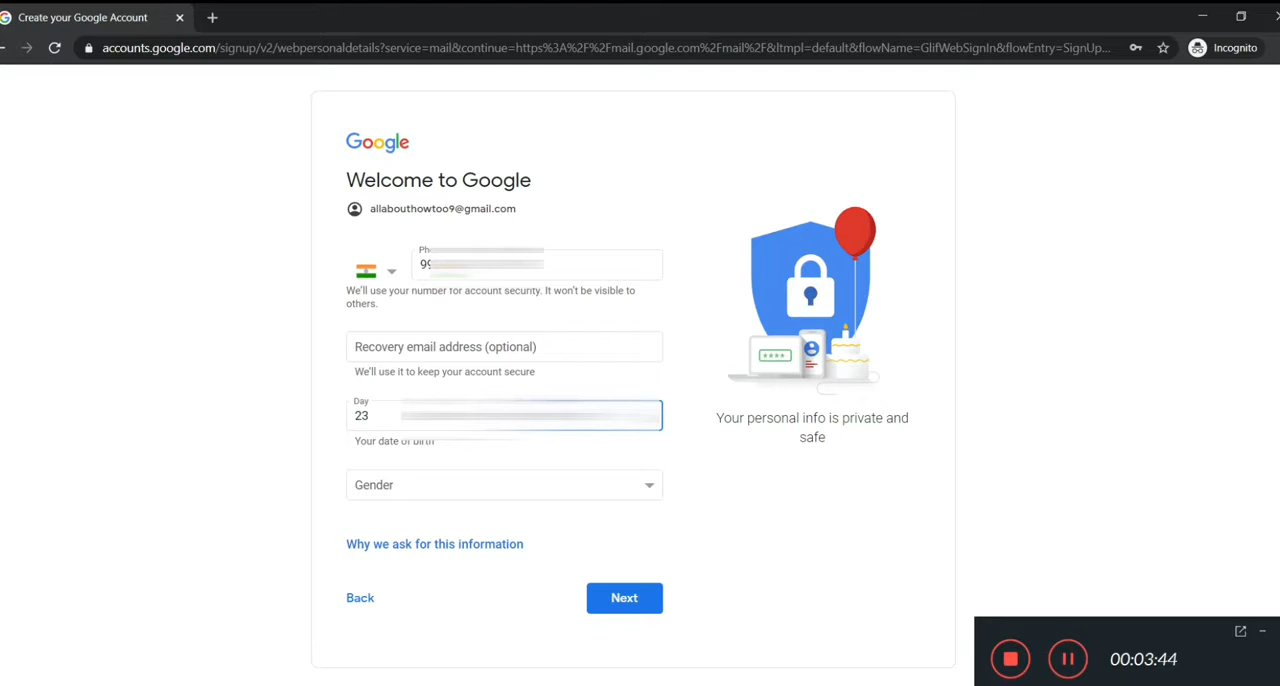 Create your Google Account
accounts.google.com/signup/v2/webpersonaldetails?service=mail&continue=https%3A%2F%2Fmail.google.com%2Fmail%2F&ltmpl=default&flowName=GlifWebSignIn&flowEntry=SignUp...
Incognito
Google
Welcome to Google
allabouthowtoo9@gmail.com
We'll use your number for account security. It won't be visible to
others.
Recovery email address (optional)
We'll use it to keep your account secure
Day
23
Your date of birth
Gender
Why we ask for this information
Back
Next
Your personal info is private and
safe
00:03:44